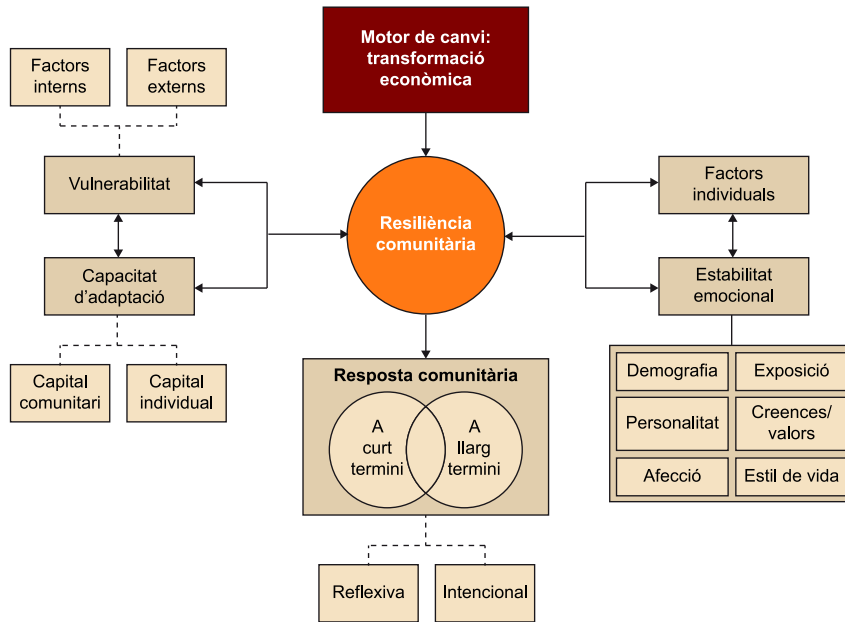 Motor de canvi:
transformació
econòmica
Factors
interns
Factors
externs
Vulnerabilitat
Capacitat
d'adaptació
Capital
comunitari
Capital
individual
Resiliència
comunitària
Factors
individuals
Estabilitat
emocional
Demografia
Exposició
Personalitat
Creences/
valors
Afecció
Estil de vida
Resposta comunitària
A
curt
termini
A
llarg
termini
Reflexiva
Intencional